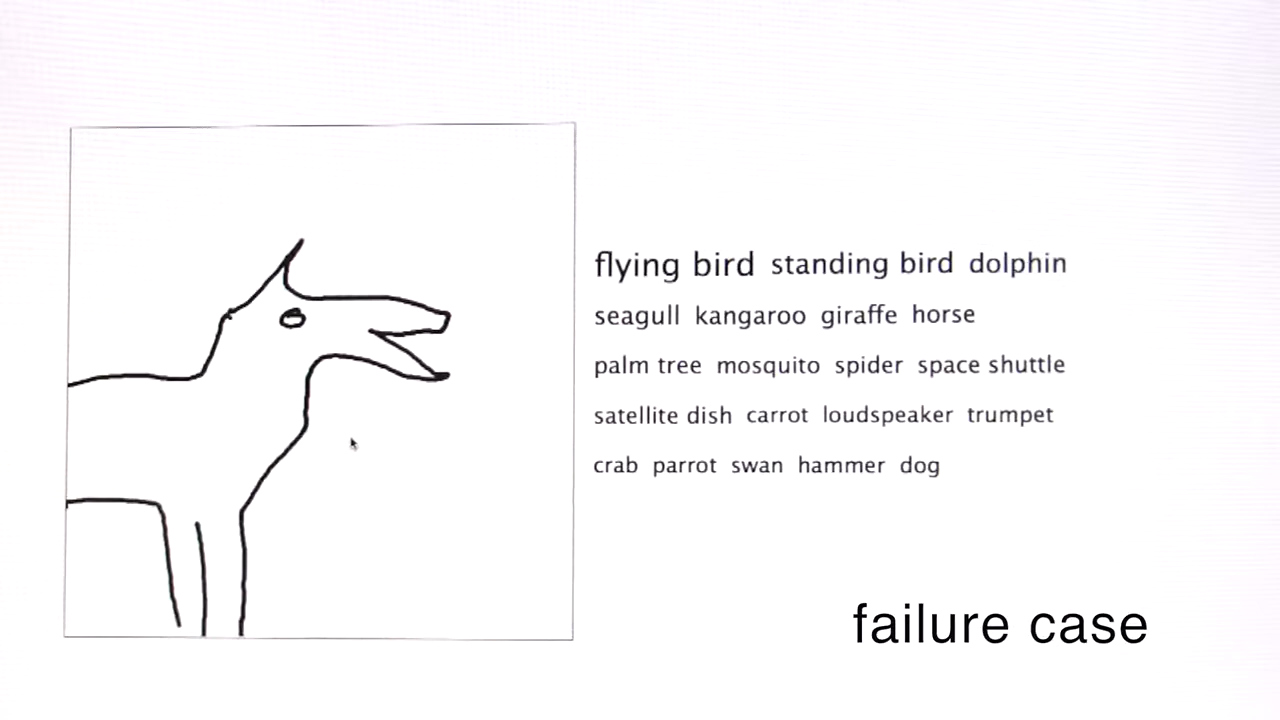 flying bird standing bird dolphin
seagull kangaroo giraffe horse
palm tree mosquito spider space shuttle
satellite dish carrot loudspeaker trumpet
crab parrot swan hammer dog
failure case